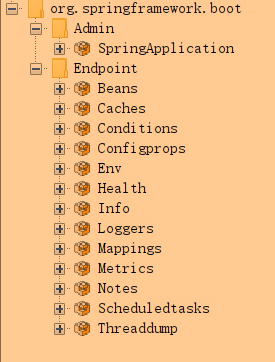 org.springframework.boot
Admin
SpringApplication
Endpoint
Beans
Caches
Conditions
Configprops
Env
Health
Info
Loggers
Mappings
Metrics
Notes
Scheduledtasks
Threaddump